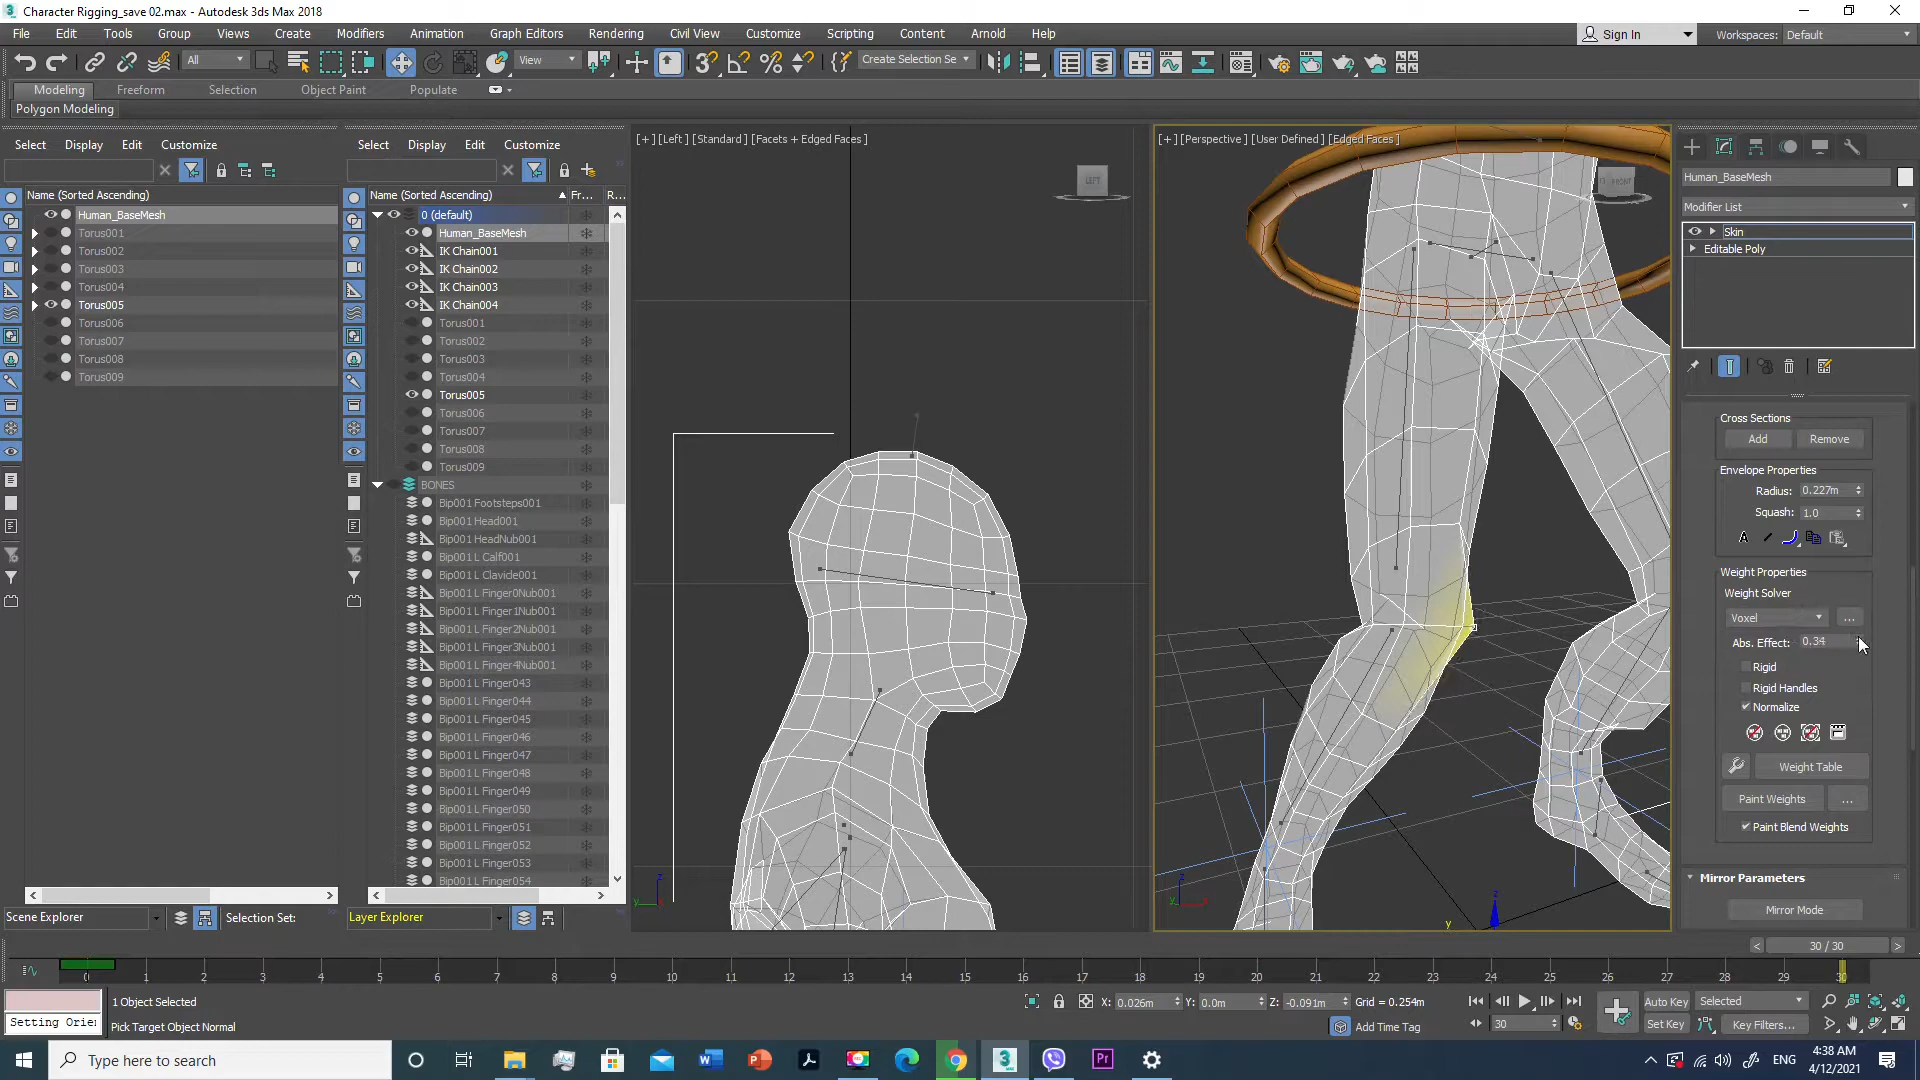 Character Rigging_save 02.max - Autodesk 3ds Max 2018
File Edit Tools Group Views Create Modifiers Animation Graph Editors Rendering Civil View Customize Scripting Content Arnold Help
Sign In
Workspaces: Default
All
View
Create Selection Se
Modeling Freeform Selection Object Paint Populate
Polygon Modeling
Select Display Edit Customize
Name (Sorted Ascending)
Human_BaseMesh
Torus001
Torus002
Torus003
Torus004
Torus005
Torus006
Torus007
Torus008
Torus009
Scene Explorer
Selection Set:
Select Display Edit Customize
Name (Sorted Ascending) Fr... R...
0 (default)
Human_BaseMesh
IK Chain001
IK Chain002
IK Chain003
IK Chain004
Torus001
Torus002
Torus003
Torus004
Torus005
Torus006
Torus007
Torus008
Torus009
BONES
Bip001 Footsteps001
Bip001 Head001
Bip001 HeadNub001
Bip001 L Calf001
Bip001 L Clavicle001
Bip001 L Finger0Nub001
Bip001 L Finger1Nub001
Bip001 L Finger2Nub001
Bip001 L Finger3Nub001
Bip001 L Finger4Nub001
Bip001 L Finger043
Bip001 L Finger044
Bip001 L Finger045
Bip001 L Finger046
Bip001 L Finger047
Bip001 L Finger048
Bip001 L Finger049
Bip001 L Finger050
Bip001 L Finger051
Bip001 L Finger052
Bip001 L Finger053
Bip001 L Finger054
Layer Explorer
[+] [Left] [Standard] [Facets + Edged Faces]
LEFT
[+] [Perspective] [User Defined] [Edged Faces]
FRONT
Human_BaseMesh
Modifier List
Skin
Editable Poly
Cross Sections
Add Remove
Envelope Properties
Radius: 0.227m
Squash: 1.0
Weight Properties
Weight Solver
Voxel ...
Abs. Effect: 0.34
Rigid
Rigid Handles
Normalize
Weight Table
Paint Weights ...
Paint Blend Weights
Mirror Parameters
Mirror Mode
30 / 30
0 1 2 3 4 5 6 7 8 9 10 11 12 13 14 15 16 17 18 19 20 21 22 23 24 25 26 27 28 29 30
1 Object Selected
Setting Orie
Pick Target Object Normal
X: 0.026m Y: 0.0m Z: -0.091m Grid = 0.254m
Add Time Tag
30
Auto Key Selected
Set Key Key Filters...
Type here to search
ENG
4:38 AM
4/12/2021